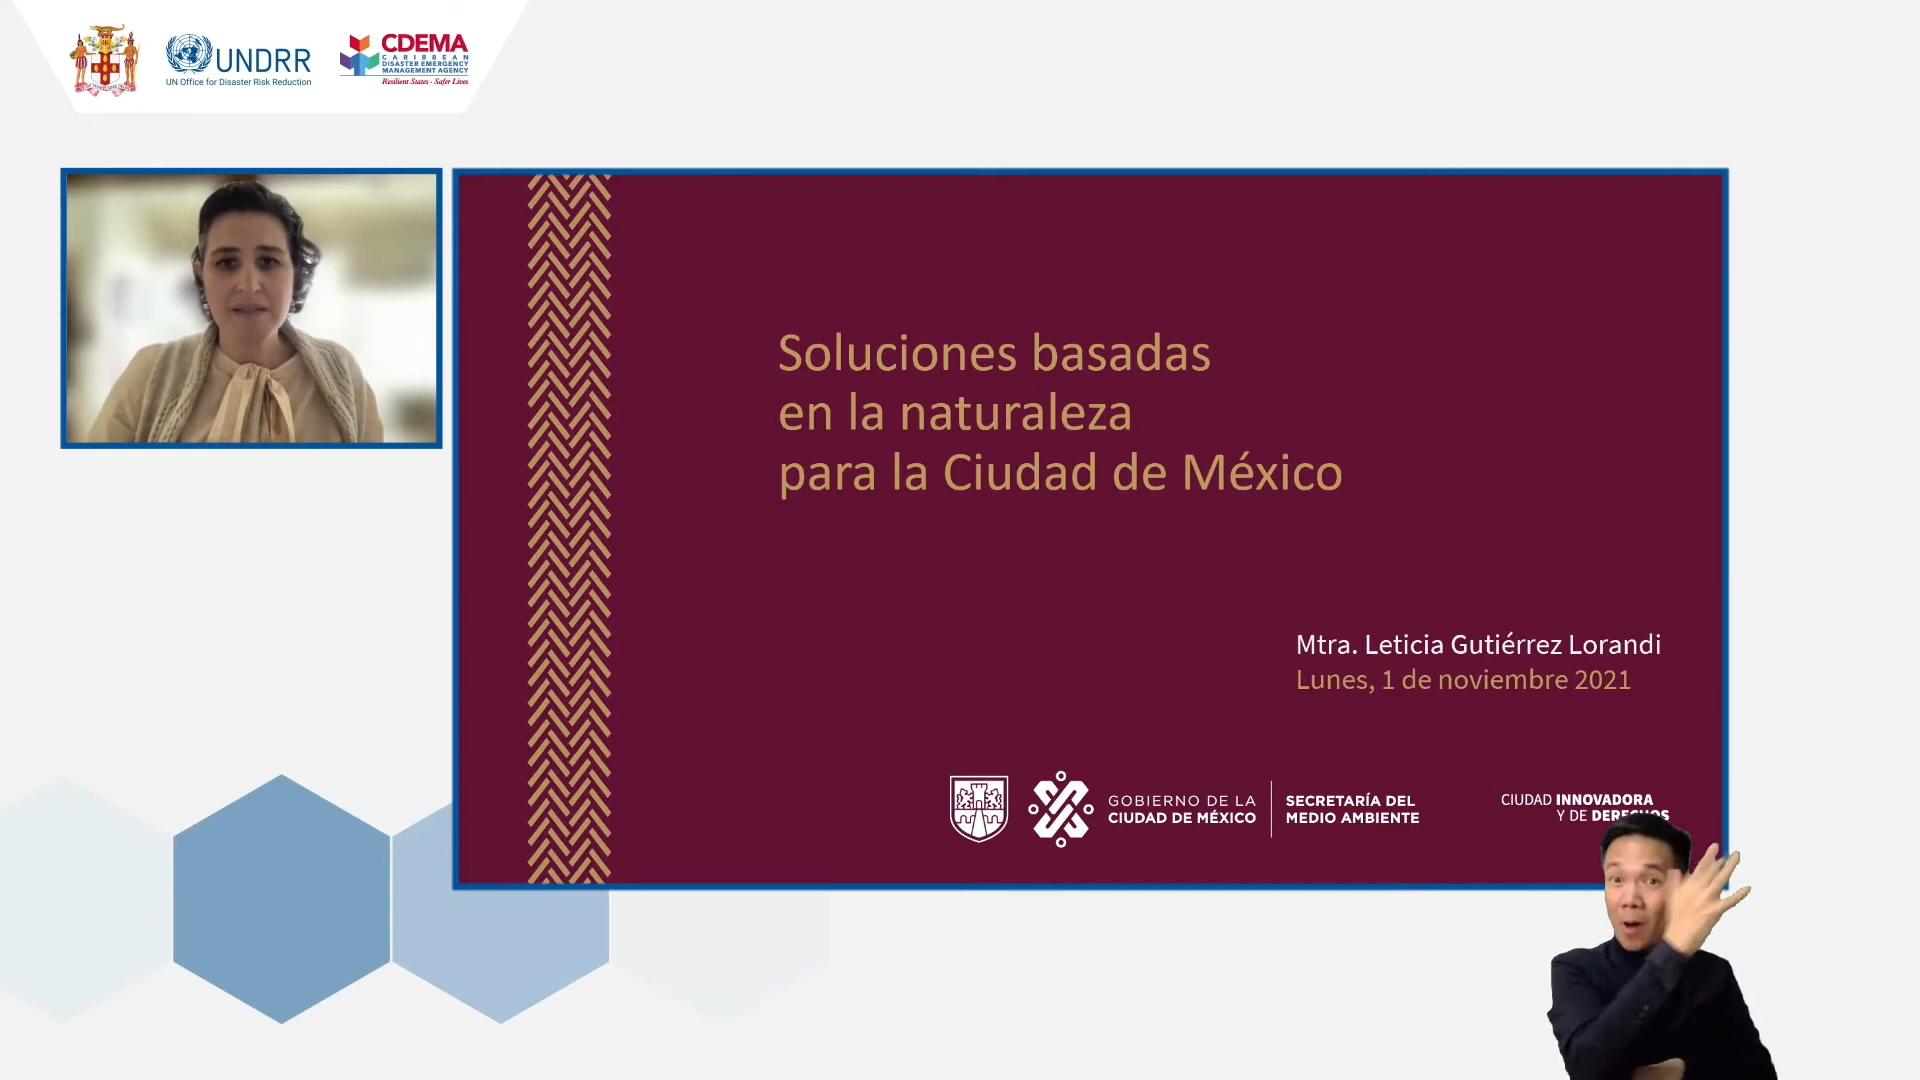 UNDRR
UN Office for Disaster Risk Reduction
CDEMA
CARIBBEAN
DISASTER EMERGENCY
MANAGEMENT AGENCY
Resilient States - Safer Lives
Soluciones basadas
en la naturaleza
para la Ciudad de México
Mtra. Leticia Gutiérrez Lorandi
Lunes, 1 de noviembre 2021
GOBIERNO DE LA
CIUDAD DE MÉXICO
SECRETARÍA DEL
MEDIO AMBIENTE
CIUDAD INNOVADORA
Y DE DERECHOS